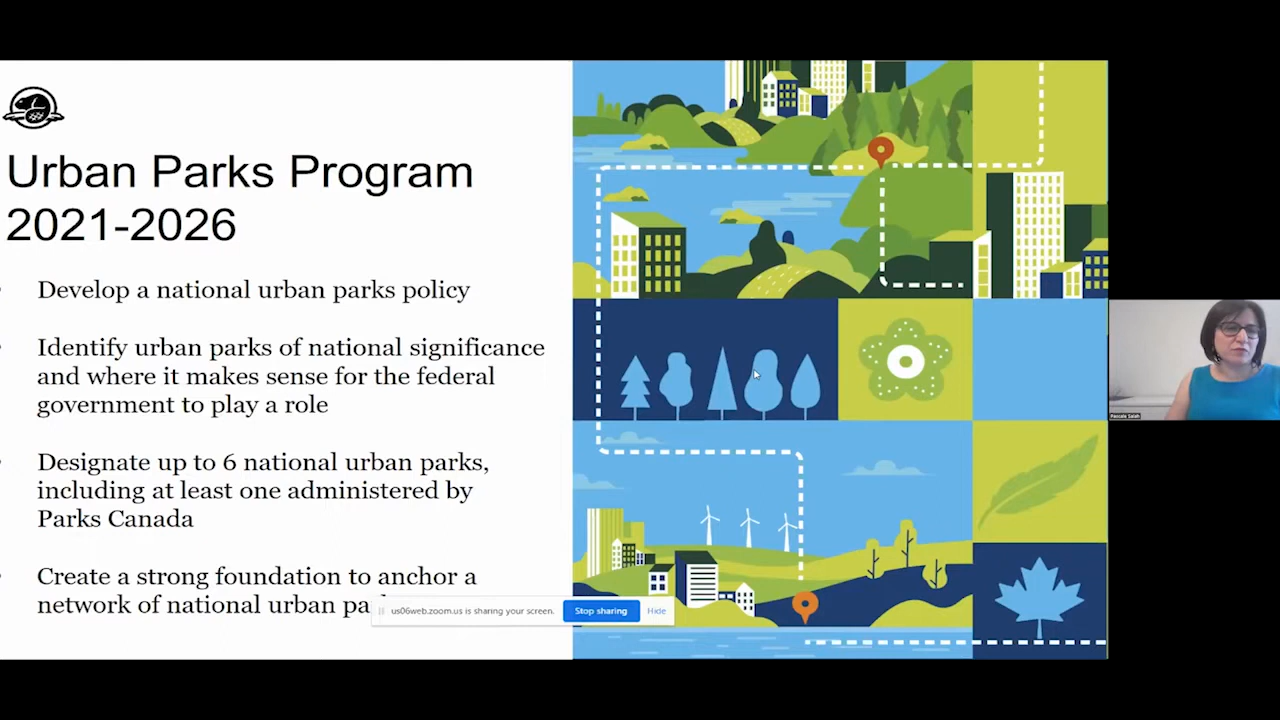 Urban Parks Program
2021-2026
Develop a national urban parks policy
Identify urban parks of national significance
and where it makes sense for the federal
government to play a role
Designate up to 6 national urban parks,
including at least one administered by
Parks Canada
Create a strong foundation to anchor a
network of national urban
us06web.zoom.us is sharing your screen.
Stop sharing
Hide
Pascale Salah